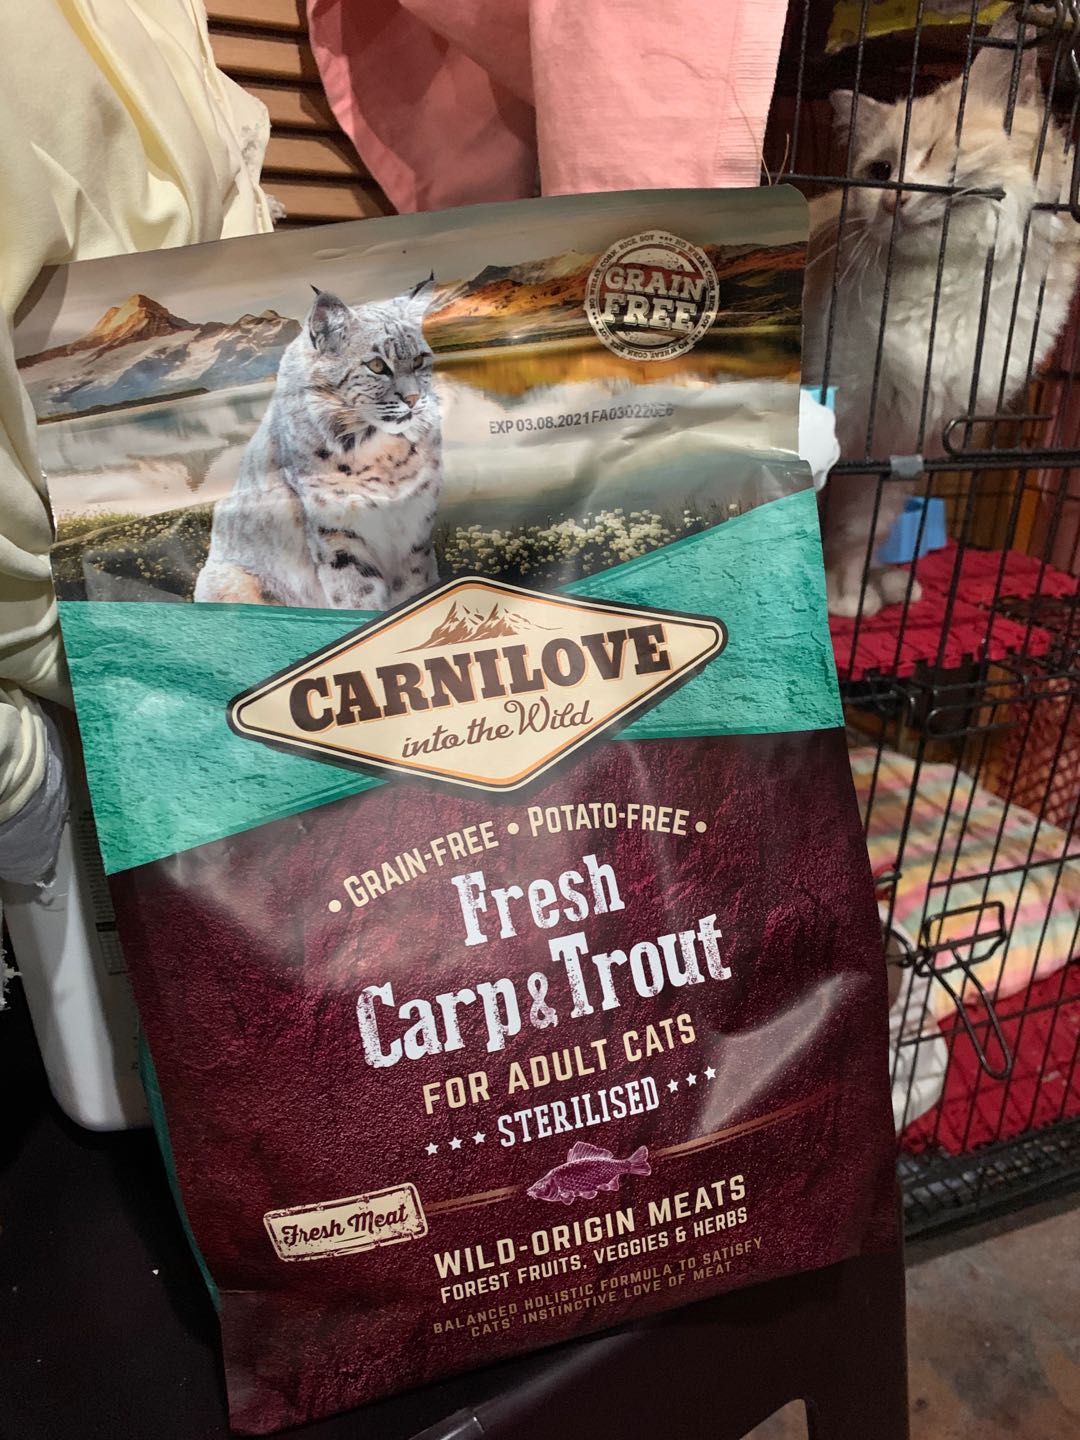 GRAIN
FREE
EXP 03.08.2021 FA0302
CARNILOVE
into the Wild
• GRAIN-FREE • POTATO-FREE •
Fresh
Carp & Trout
FOR ADULT CATS
STERILISED
Fresh Meat
WILD-ORIGIN MEATS
FOREST FRUITS, VEGGIES & HERBS
BALANCED HOLISTIC FORMULA TO SATISFY
CATS' INSTINCTIVE LOVE OF MEAT